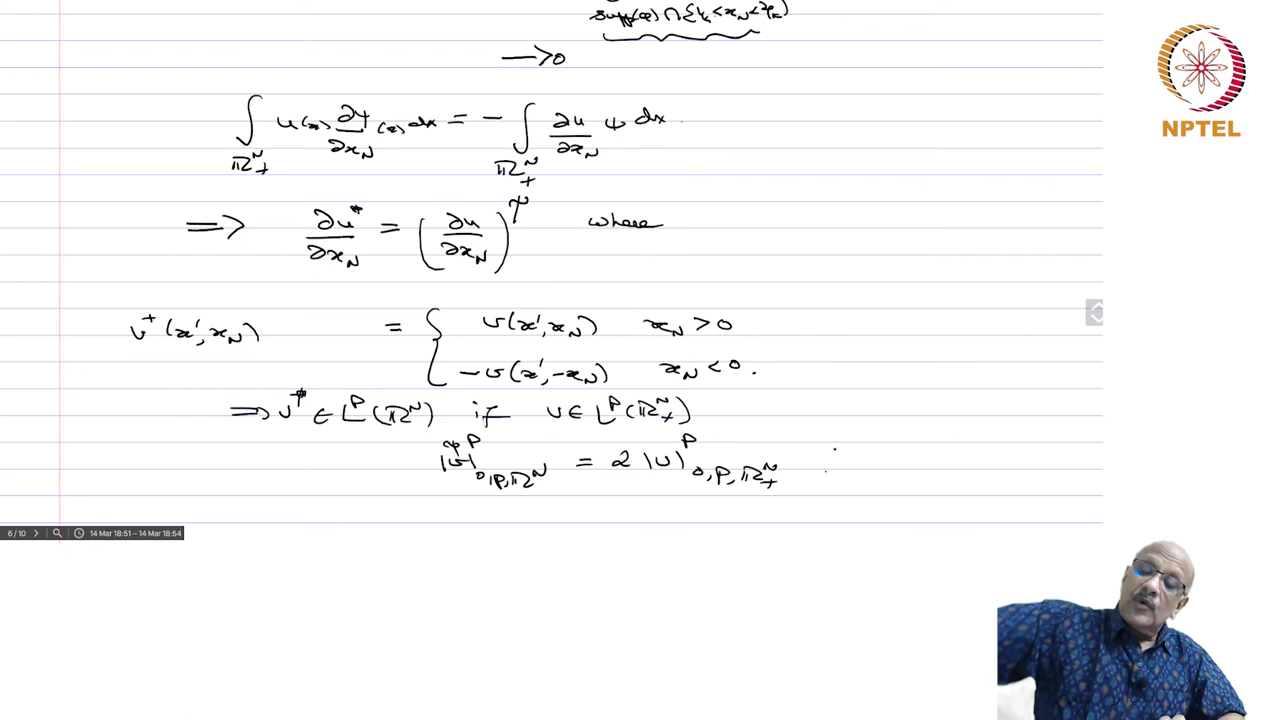 supp(φ) ∩ {1/k < x_N < 2/k}
⟶ 0
∫_{ℝ^N_+} u(x) ∂ψ/∂x_N (x) dx = − ∫_{ℝ^N_+} ∂u/∂x_N ψ dx.
NPTEL
⟹ ∂u^*/∂x_N = (∂u/∂x_N)^# where
v^+(x', x_N) = { v(x', x_N) x_N > 0
−v(x', −x_N) x_N < 0.
⟹ v^# ∈ L^p(ℝ^N) if v ∈ L^p(ℝ^N_+)
|v^#|^p_{0,p,ℝ^N} = 2 |v|^p_{0,p,ℝ^N_+}
6 / 10 14 Mar 18:51 – 14 Mar 18:54